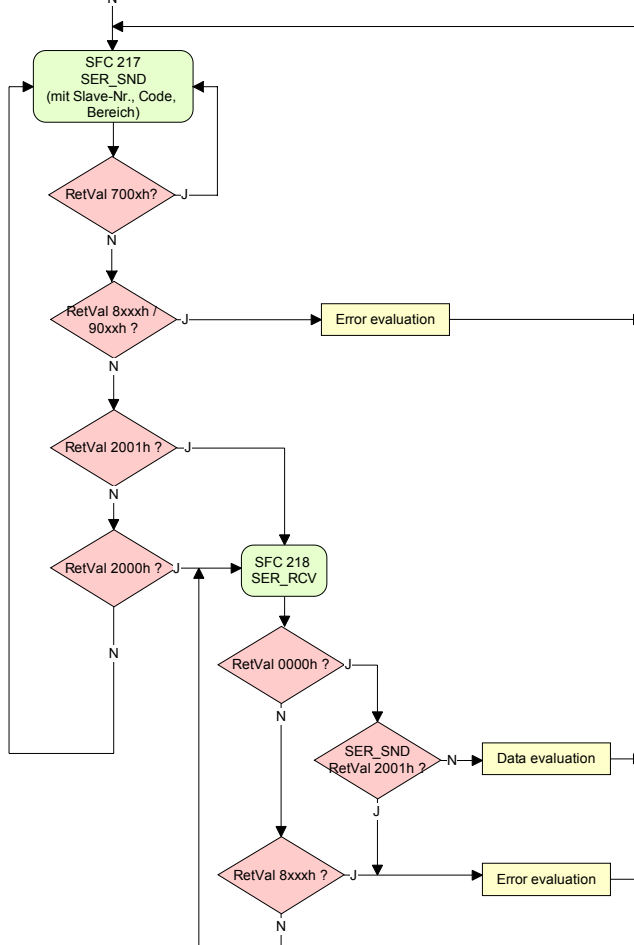 N
SFC 217
SER_SND
(mit Slave-Nr., Code,
Bereich)
RetVal 700xh?
J
N
RetVal 8xxxh /
90xxh ?
J
Error evaluation
N
RetVal 2001h ?
J
N
RetVal 2000h ?
J
SFC 218
SER_RCV
N
RetVal 0000h ?
J
N
SER_SND
RetVal 2001h ?
N
Data evaluation
J
RetVal 8xxxh ?
J
Error evaluation
N